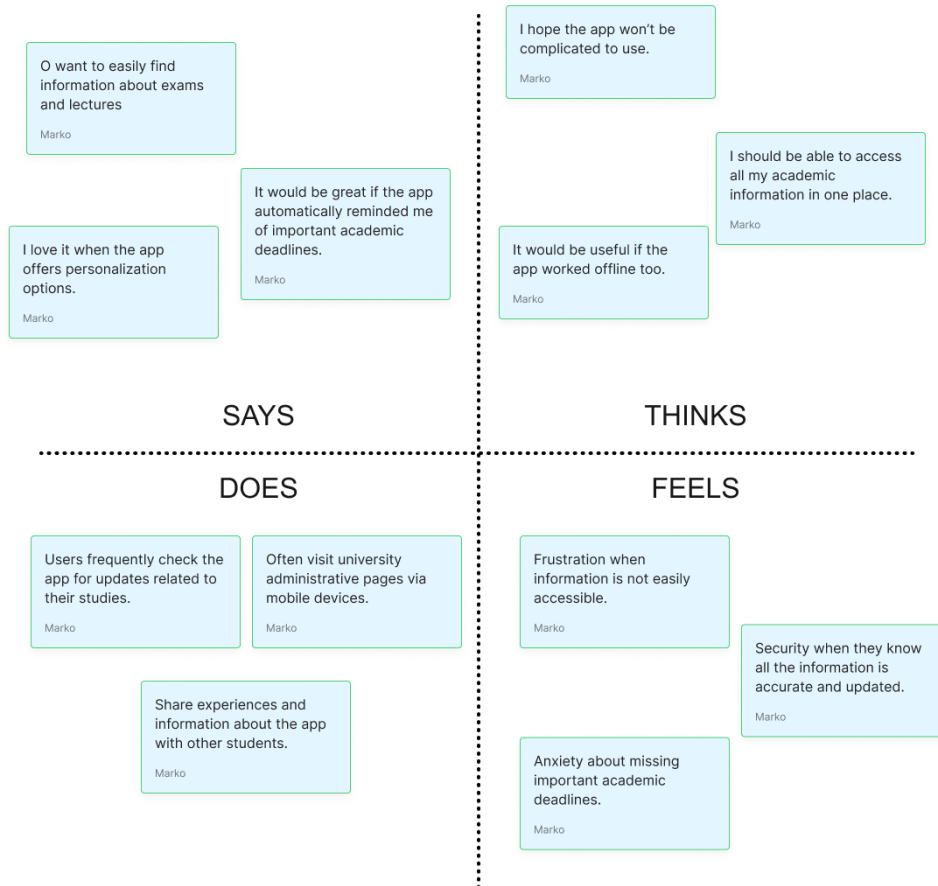 O want to easily find
information about exams
and lectures
Marko
It would be great if the app
automatically reminded me
of important academic
deadlines.
Marko
I love it when the app
offers personalization
options.
Marko
SAYS
I hope the app won’t be
complicated to use.
Marko
I should be able to access
all my academic
information in one place.
Marko
It would be useful if the
app worked offline too.
Marko
THINKS
DOES
Users frequently check the
app for updates related to
their studies.
Marko
Often visit university
administrative pages via
mobile devices.
Marko
Share experiences and
information about the app
with other students.
Marko
FEELS
Frustration when
information is not easily
accessible.
Marko
Security when they know
all the information is
accurate and updated.
Marko
Anxiety about missing
important academic
deadlines.
Marko